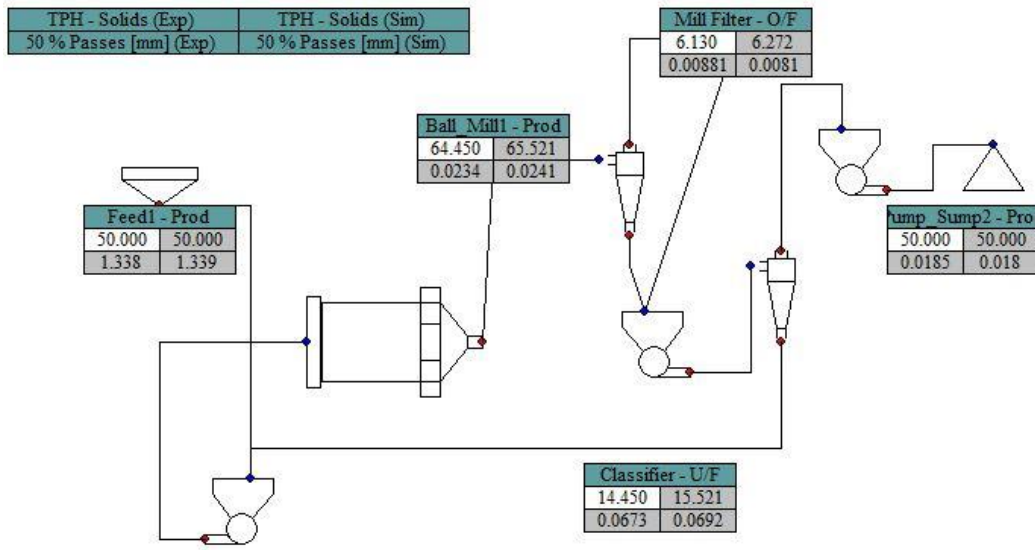 TPH - Solids (Exp) TPH - Solids (Sim)
50 % Passes [mm] (Exp) 50 % Passes [mm] (Sim)
Mill Filter - O/F
6.130 6.272
0.00881 0.0081
Ball_Mill1 - Prod
64.450 65.521
0.0234 0.0241
Feed1 - Prod
50.000 50.000
1.338 1.339
Pump_Sump2 - Pro
50.000 50.000
0.0185 0.018
Classifier - U/F
14.450 15.521
0.0673 0.0692